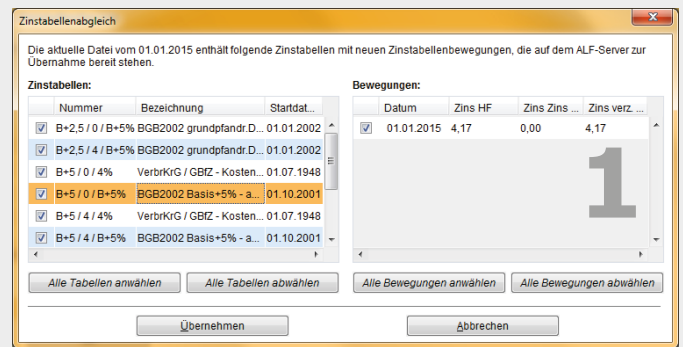 Zinstabellenabgleich
Die aktuelle Datei vom 01.01.2015 enthält folgende Zinstabellen mit neuen Zinstabellenbewegungen, die auf dem ALF-Server zur
Übernahme bereit stehen.
Zinstabellen:
Nummer Bezeichnung Startdat...
B+2,5 / 0 / B+5% BGB2002 grundpfandr.D... 01.01.2002
B+2,5 / 4 / B+5% BGB2002 grundpfandr.D... 01.01.2002
B+5 / 0 / 4% VerbrKrG / GBfZ - Kosten... 01.07.1948
B+5 / 0 / B+5% BGB2002 Basis+5% - a... 01.10.2001
B+5 / 4 / 4% VerbrKrG / GBfZ - Kosten... 01.07.1948
B+5 / 4 / B+5% BGB2002 Basis+5% - a... 01.10.2001
Alle Tabellen anwählen Alle Tabellen abwählen
Bewegungen:
Datum Zins HF Zins Zins ... Zins verz. ...
01.01.2015 4,17 0,00 4,17
1
Alle Bewegungen anwählen Alle Bewegungen abwählen
Übernehmen Abbrechen